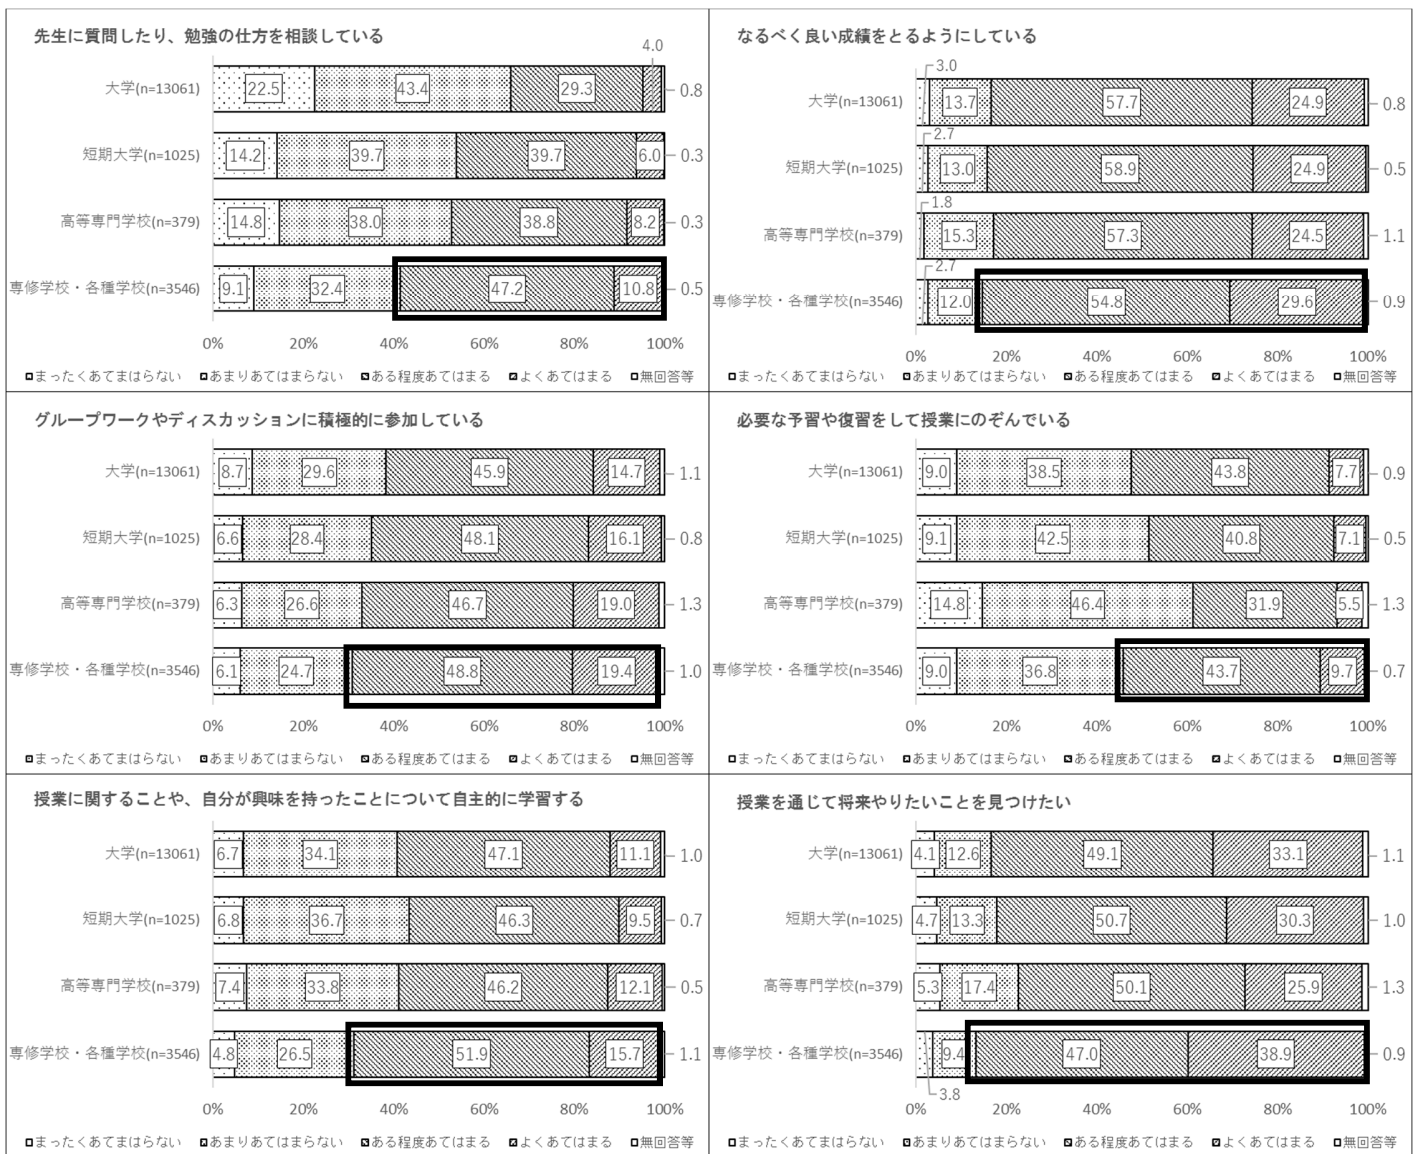 先生に質問したり、勉強の仕方を相談している
4.0
大学(n=13061)
22.5
43.4
29.3
0.8
短期大学(n=1025)
14.2
39.7
39.7
6.0
0.3
高等専門学校(n=379)
14.8
38.0
38.8
8.2
0.3
専修学校・各種学校(n=3546)
9.1
32.4
47.2
10.8
0.5
0% 20% 40% 60% 80% 100%
まったくあてまはらない あまりあてはまらない ある程度あてはまる よくあてはまる 無回答等
なるべく良い成績をとるようにしている
3.0
大学(n=13061)
13.7
57.7
24.9
0.8
2.7
短期大学(n=1025)
13.0
58.9
24.9
0.5
1.8
高等専門学校(n=379)
15.3
57.3
24.5
1.1
2.7
専修学校・各種学校(n=3546)
12.0
54.8
29.6
0.9
0% 20% 40% 60% 80% 100%
まったくあてまはらない あまりあてはまらない ある程度あてはまる よくあてはまる 無回答等
グループワークやディスカッションに積極的に参加している
大学(n=13061)
8.7
29.6
45.9
14.7
1.1
短期大学(n=1025)
6.6
28.4
48.1
16.1
0.8
高等専門学校(n=379)
6.3
26.6
46.7
19.0
1.3
専修学校・各種学校(n=3546)
6.1
24.7
48.8
19.4
1.0
0% 20% 40% 60% 80% 100%
まったくあてまはらない あまりあてはまらない ある程度あてはまる よくあてはまる 無回答等
必要な予習や復習をして授業にのぞんでいる
大学(n=13061)
9.0
38.5
43.8
7.7
0.9
短期大学(n=1025)
9.1
42.5
40.8
7.1
0.5
高等専門学校(n=379)
14.8
46.4
31.9
5.5
1.3
専修学校・各種学校(n=3546)
9.0
36.8
43.7
9.7
0.7
0% 20% 40% 60% 80% 100%
まったくあてまはらない あまりあてはまらない ある程度あてはまる よくあてはまる 無回答等
授業に関することや、自分が興味を持ったことについて自主的に学習する
大学(n=13061)
6.7
34.1
47.1
11.1
1.0
短期大学(n=1025)
6.8
36.7
46.3
9.5
0.7
高等専門学校(n=379)
7.4
33.8
46.2
12.1
0.5
専修学校・各種学校(n=3546)
4.8
26.5
51.9
15.7
1.1
0% 20% 40% 60% 80% 100%
まったくあてまはらない あまりあてはまらない ある程度あてはまる よくあてはまる 無回答等
授業を通じて将来やりたいことを見つけたい
大学(n=13061)
4.1
12.6
49.1
33.1
1.1
短期大学(n=1025)
4.7
13.3
50.7
30.3
1.0
高等専門学校(n=379)
5.3
17.4
50.1
25.9
1.3
専修学校・各種学校(n=3546)
9.4
47.0
38.9
0.9
3.8
0% 20% 40% 60% 80% 100%
まったくあてまはらない あまりあてはまらない ある程度あてはまる よくあてはまる 無回答等